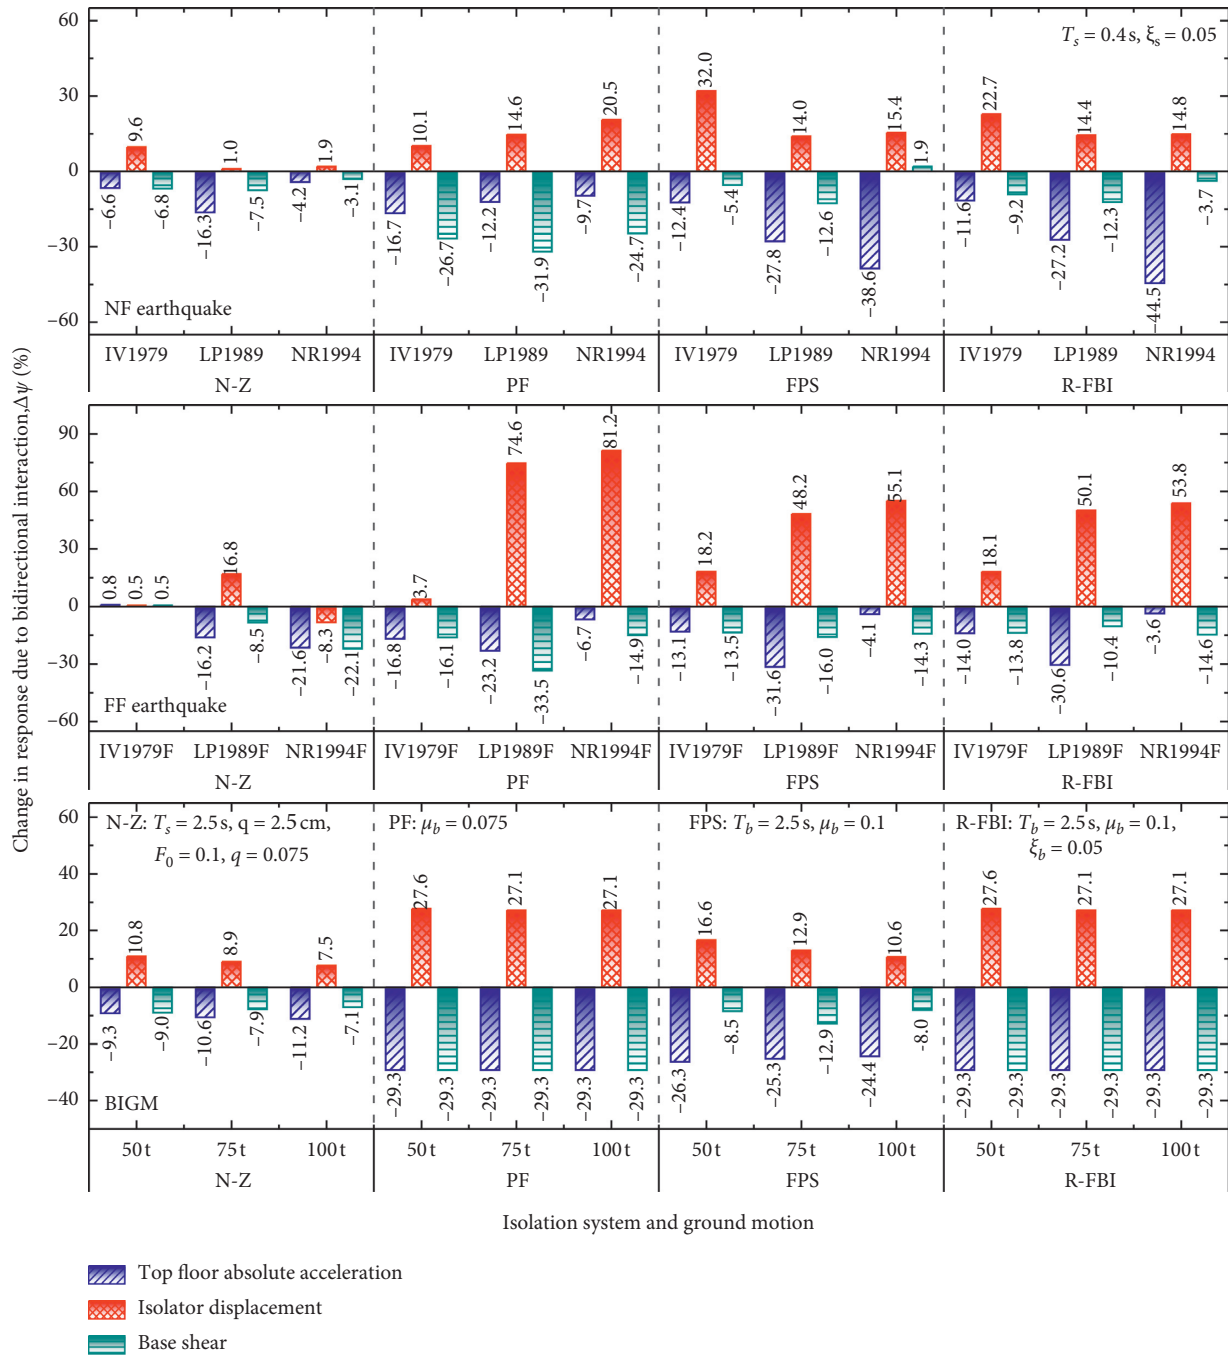 Change in response due to bidirectional interaction,Δψ (%)
60
30
0
−30
−60
T_s = 0.4 s, ξ_s = 0.05
9.6 1.0 1.9 10.1 14.6 20.5 32.0 14.0 15.4 1.9 22.7 14.4 14.8
−6.6 −6.8 −16.3 −7.5 −4.2 −3.1 −16.7 −26.7 −12.2 −31.9 −9.7 −24.7 −12.4 −5.4 −27.8 −12.6 −38.6 −11.6 −9.2 −27.2 −12.3 −44.5 −3.7
NF earthquake
IV1979 LP1989 NR1994 IV1979 LP1989 NR1994 IV1979 LP1989 NR1994 IV1979 LP1989 NR1994
N-Z PF FPS R-FBI
90
60
30
0
−30
−60
0.8 0.5 0.5 16.8 3.7 74.6 81.2 18.2 48.2 55.1 18.1 50.1 53.8
−16.2 −8.5 −21.6 −8.3 −22.1 −16.8 −16.1 −23.2 −33.5 −6.7 −14.9 −13.1 −13.5 −31.6 −16.0 −4.1 −14.3 −14.0 −13.8 −30.6 −10.4 −3.6 −14.6
FF earthquake
IV1979F LP1989F NR1994F IV1979F LP1989F NR1994F IV1979F LP1989F NR1994F IV1979F LP1989F NR1994F
N-Z PF FPS R-FBI
60
40
20
0
−20
−40
N-Z: T_s = 2.5 s, q = 2.5 cm,
F_0 = 0.1, q = 0.075
PF: μ_b = 0.075
FPS: T_b = 2.5 s, μ_b = 0.1
R-FBI: T_b = 2.5 s, μ_b = 0.1,
ξ_b = 0.05
10.8 8.9 7.5 27.6 27.1 27.1 16.6 12.9 10.6 27.6 27.1 27.1
−9.3 −9.0 −10.6 −7.9 −11.2 −7.1 −29.3 −29.3 −29.3 −29.3 −29.3 −29.3 −26.3 −8.5 −25.3 −12.9 −24.4 −8.0 −29.3 −29.3 −29.3 −29.3 −29.3 −29.3
BIGM
50 t 75 t 100 t 50 t 75 t 100 t 50 t 75 t 100 t 50 t 75 t 100 t
N-Z PF FPS R-FBI
Isolation system and ground motion
Top floor absolute acceleration
Isolator displacement
Base shear